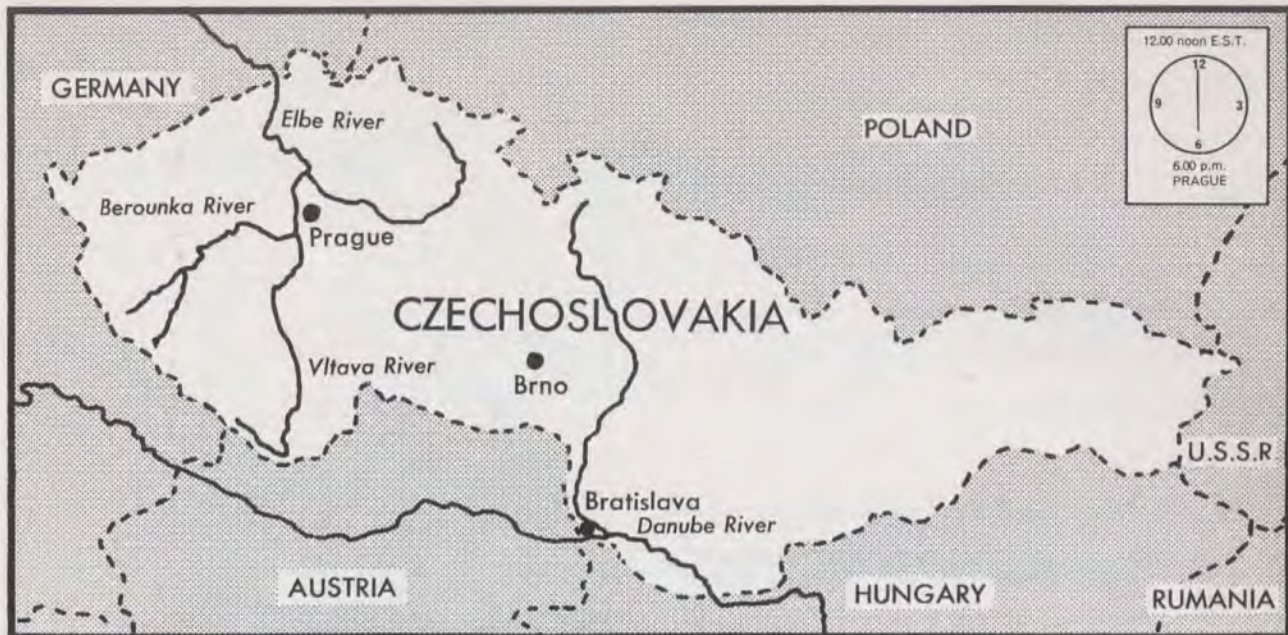 12.00 noon E.S.T.
12
9
3
6
6.00 p.m.
PRAGUE
GERMANY
Elbe River
POLAND
Berounka River
Prague
CZECHOSLOVAKIA
Vltava River
Brno
U.S.S.R
Bratislava
Danube River
AUSTRIA
HUNGARY
RUMANIA